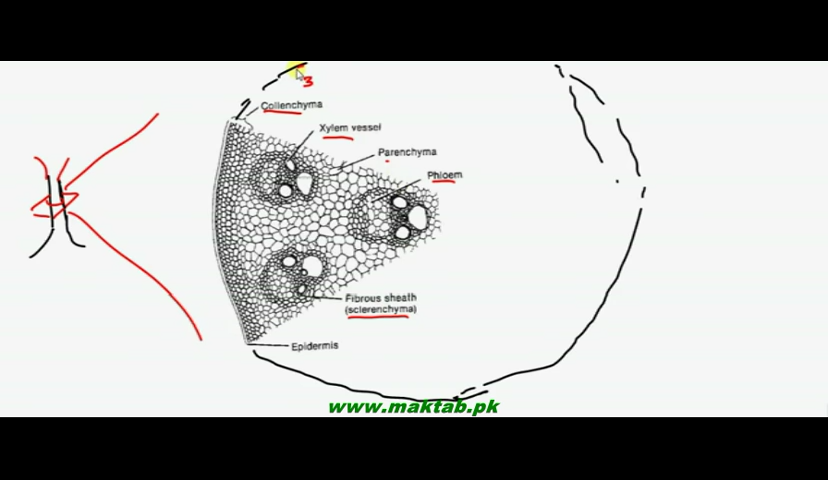 3
Collenchyma
Xylem vessel
Parenchyma
Phloem
Fibrous sheath
(sclerenchyma)
Epidermis
www.maktab.pk